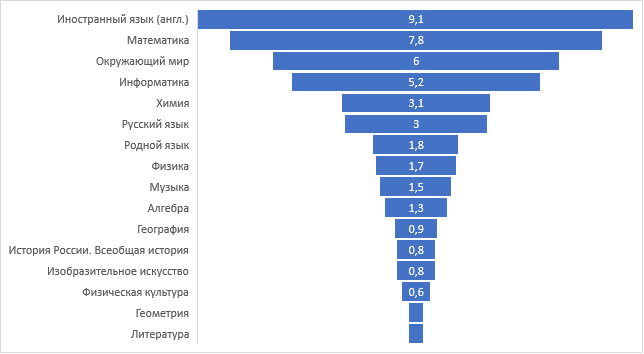 Иностранный язык (англ.) 9,1
Математика 7,8
Окружающий мир 6
Информатика 5,2
Химия 3,1
Русский язык 3
Родной язык 1,8
Физика 1,7
Музыка 1,5
Алгебра 1,3
География 0,9
История России. Всеобщая история 0,8
Изобразительное искусство 0,8
Физическая культура 0,6
Геометрия
Литература